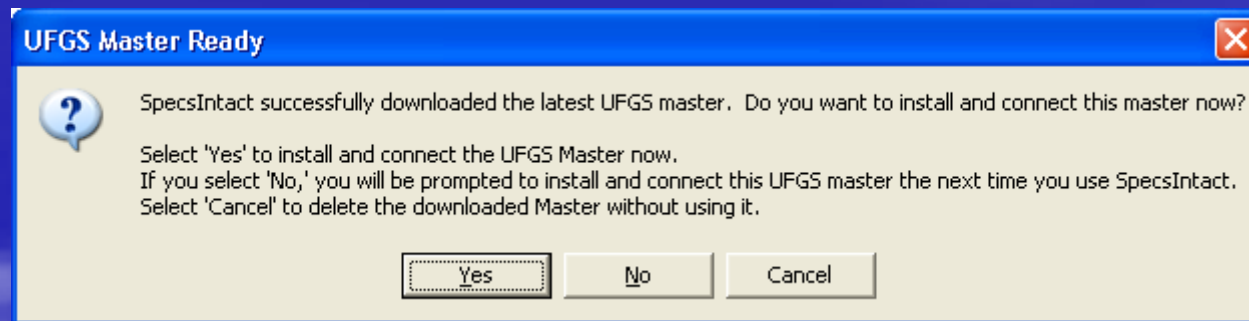 UFGS Master Ready
SpecsIntact successfully downloaded the latest UFGS master.  Do you want to install and connect this master now?
Select 'Yes' to install and connect the UFGS Master now.
If you select 'No,' you will be prompted to install and connect this UFGS master the next time you use SpecsIntact.
Select 'Cancel' to delete the downloaded Master without using it.
Yes No Cancel